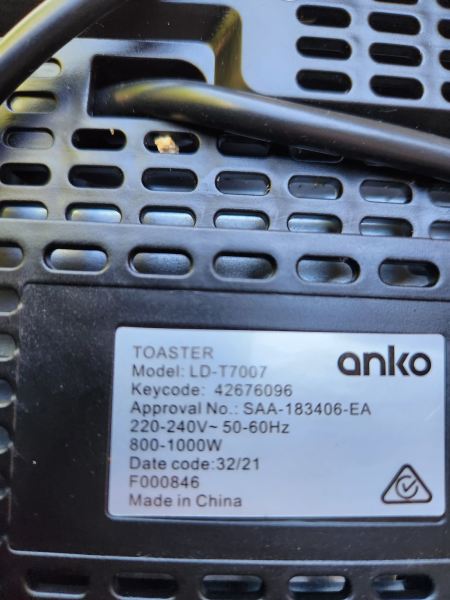 TOASTER
anko
Model: LD-T7007
Keycode: 42676096
Approval No.: SAA-183406-EA
220-240V~ 50-60Hz
800-1000W
Date code:32/21
F000846
Made in China